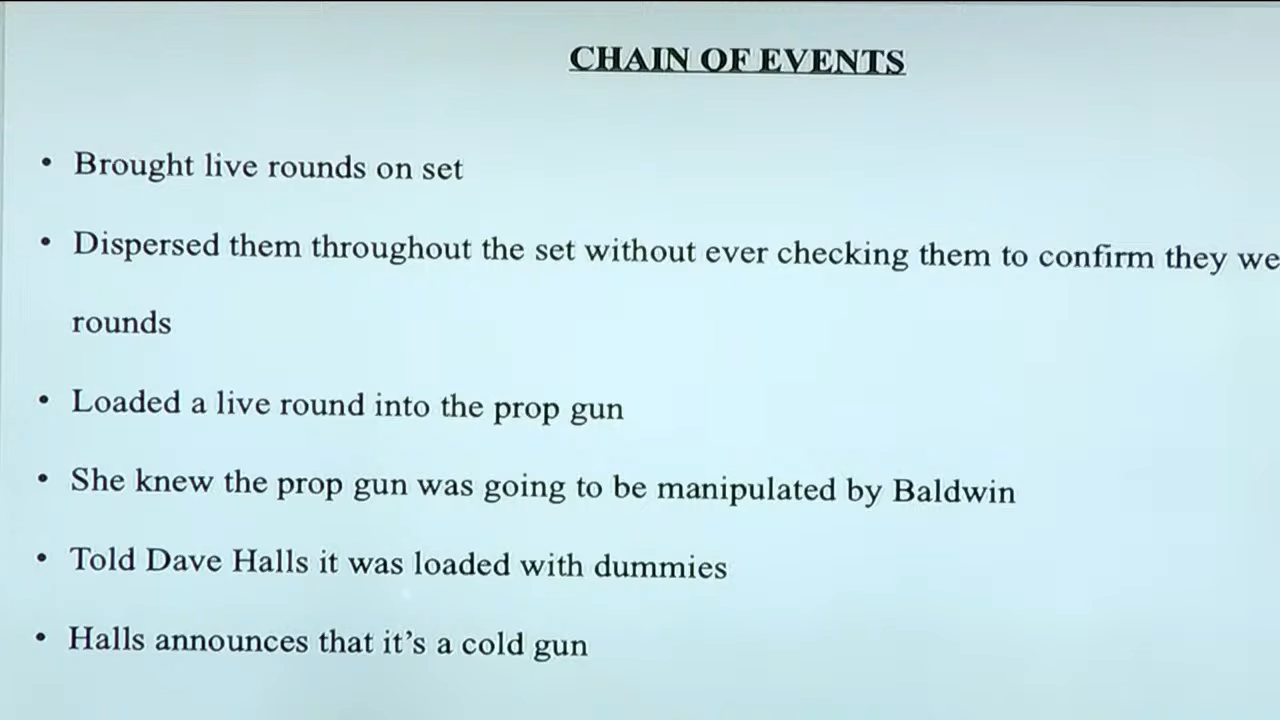 CHAIN OF EVENTS
• Brought live rounds on set
• Dispersed them throughout the set without ever checking them to confirm they we
rounds
• Loaded a live round into the prop gun
• She knew the prop gun was going to be manipulated by Baldwin
• Told Dave Halls it was loaded with dummies
• Halls announces that it’s a cold gun